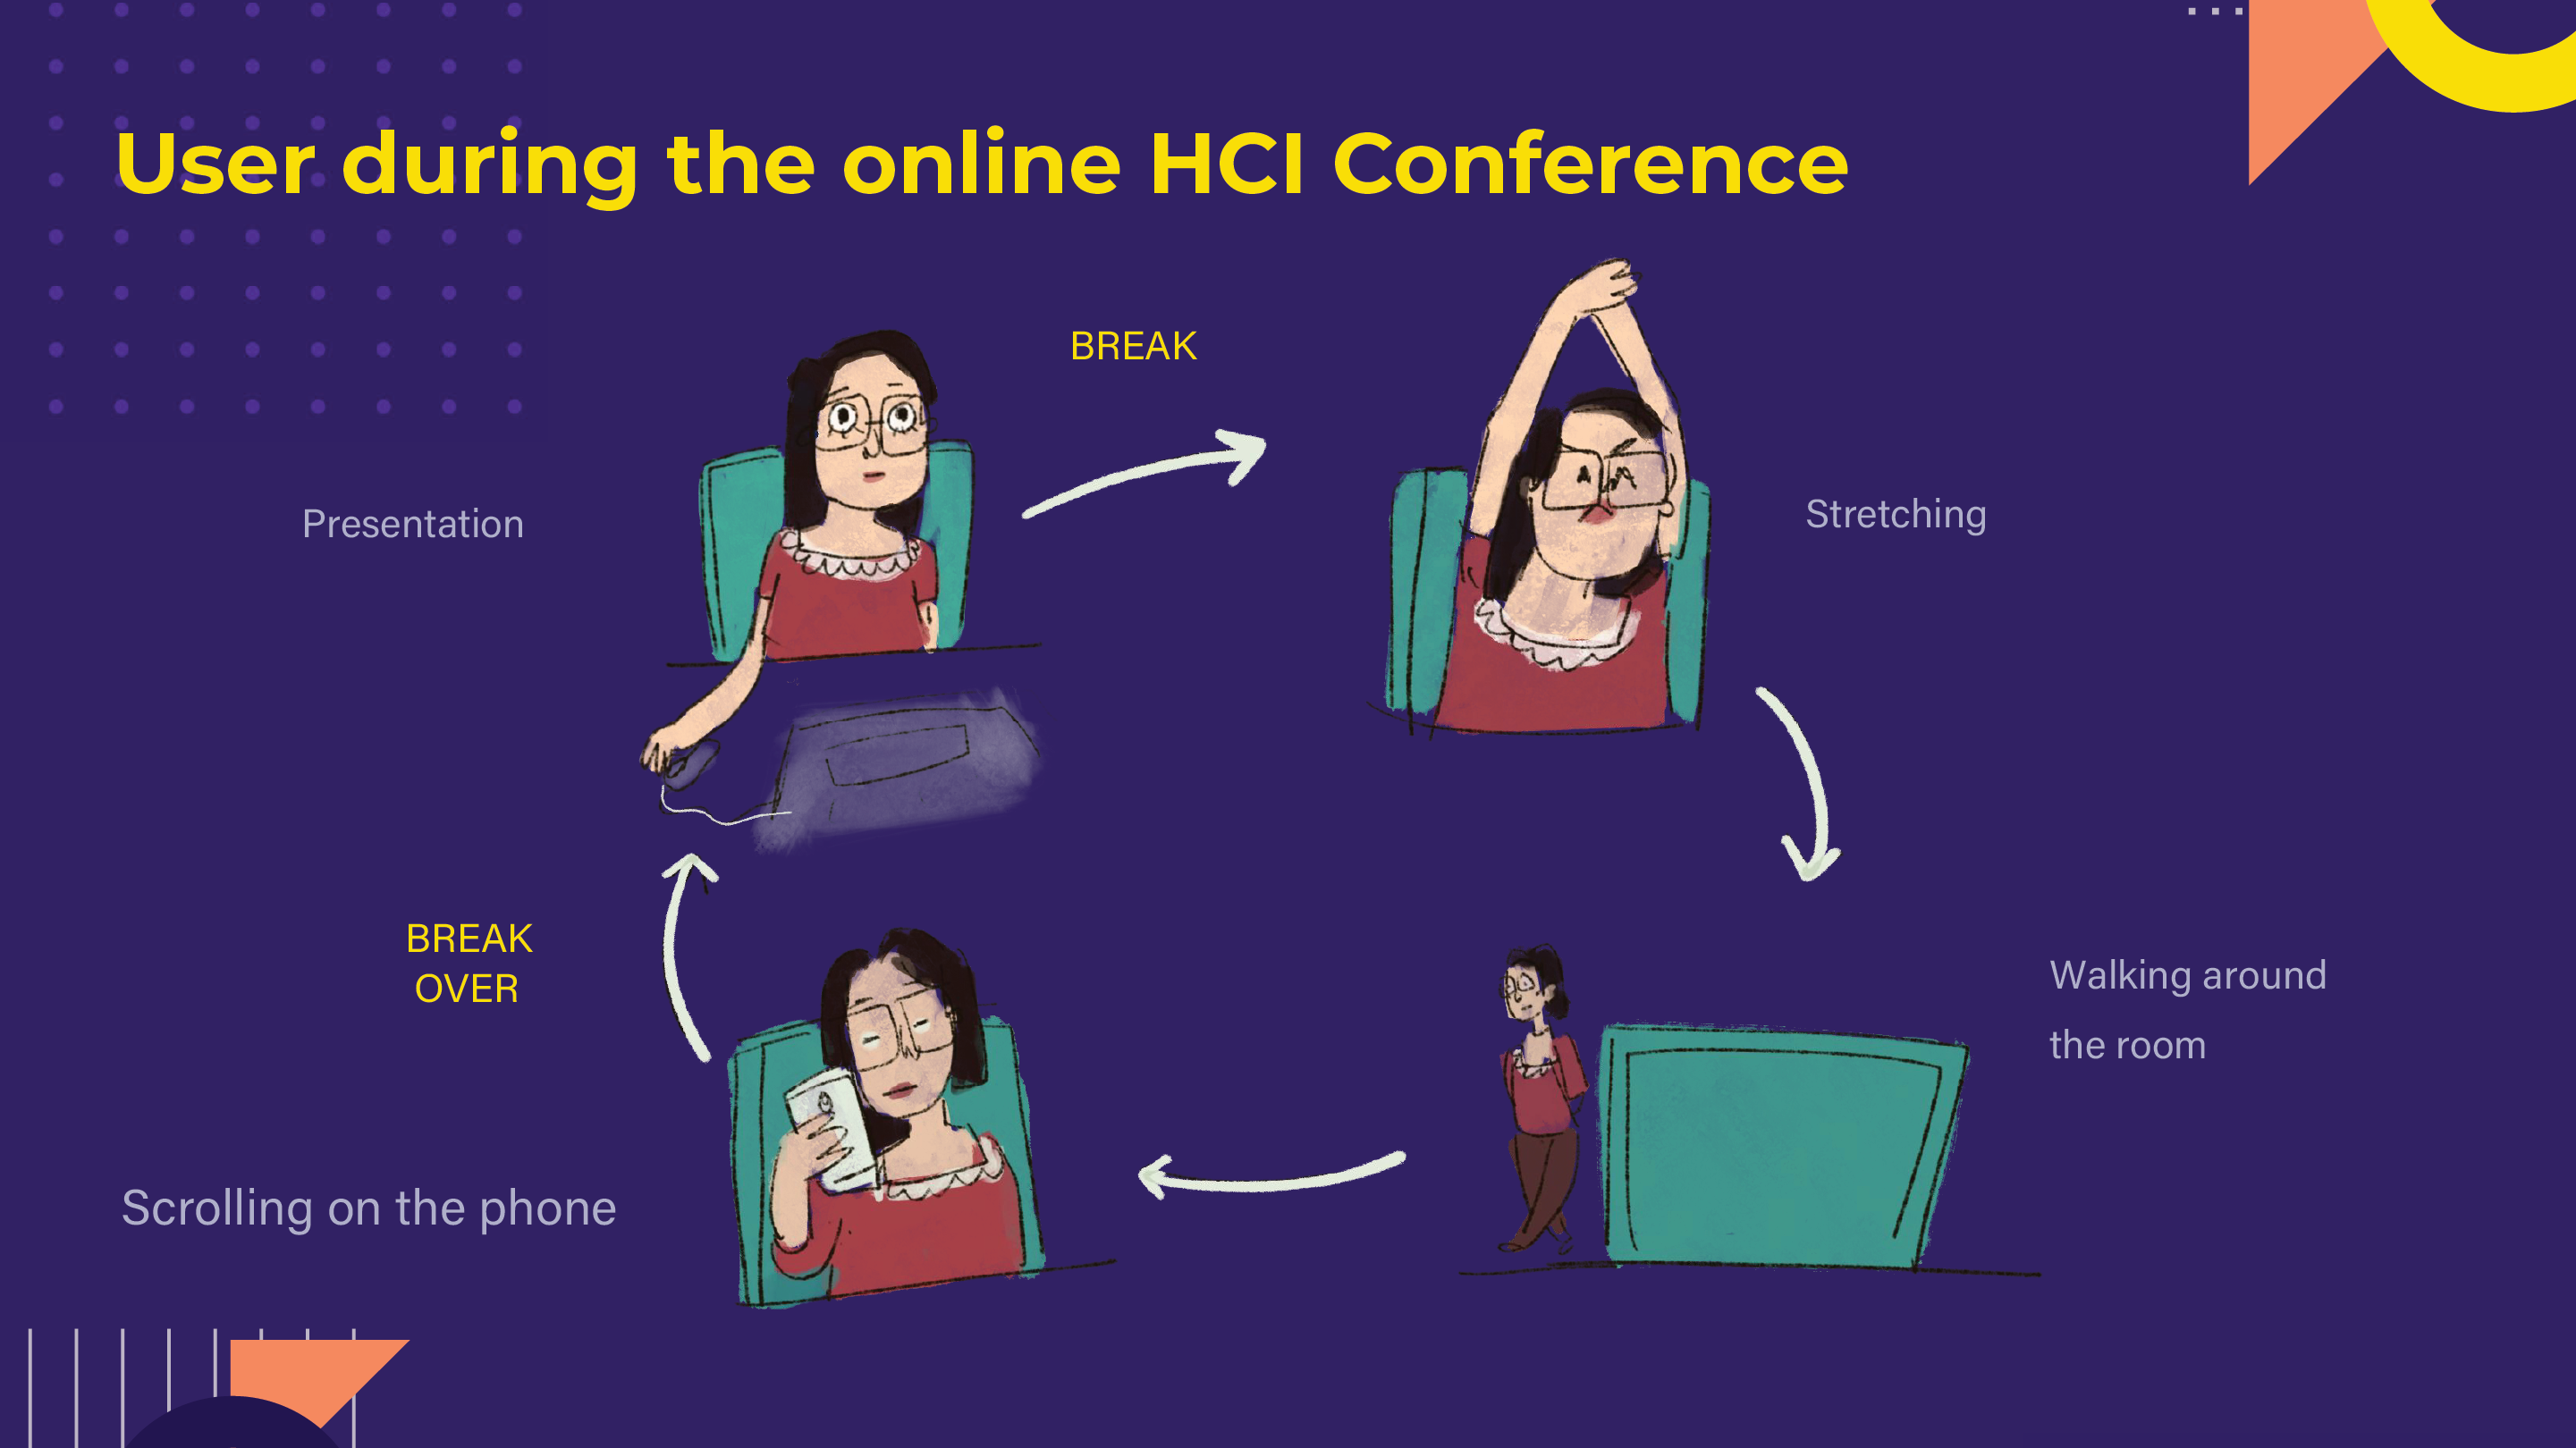 User during the online HCI Conference
BREAK
Presentation
Stretching
BREAK
OVER
Walking around
the room
Scrolling on the phone